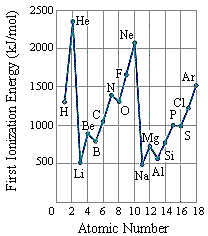 First Ionization Energy (kJ/mol)
2500
2000
1500
1000
500
H
He
Li
Be
B
C
N
O
F
Ne
Na
Mg
Al
Si
P
S
Cl
Ar
0 2 4 6 8 10 12 14 16 18
Atomic Number